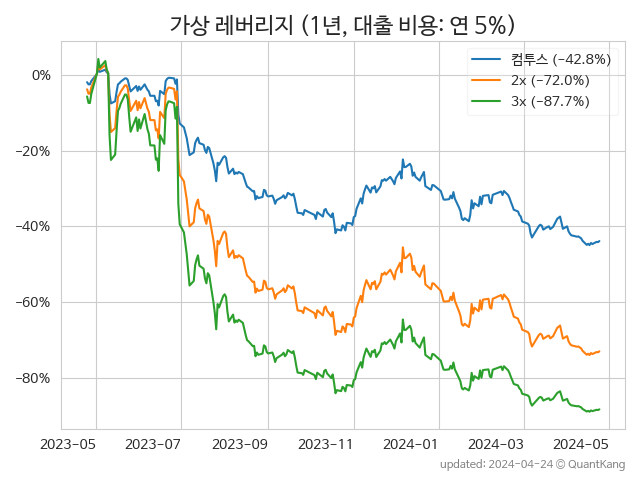 가상 레버리지 (1년, 대출 비용: 연 5%)
컴투스 (−42.8%)
2x (−72.0%)
3x (−87.7%)
0%
−20%
−40%
−60%
−80%
2023−05 2023−07 2023−09 2023−11 2024−01 2024−03 2024−05
updated: 2024−04−24 © QuantKang